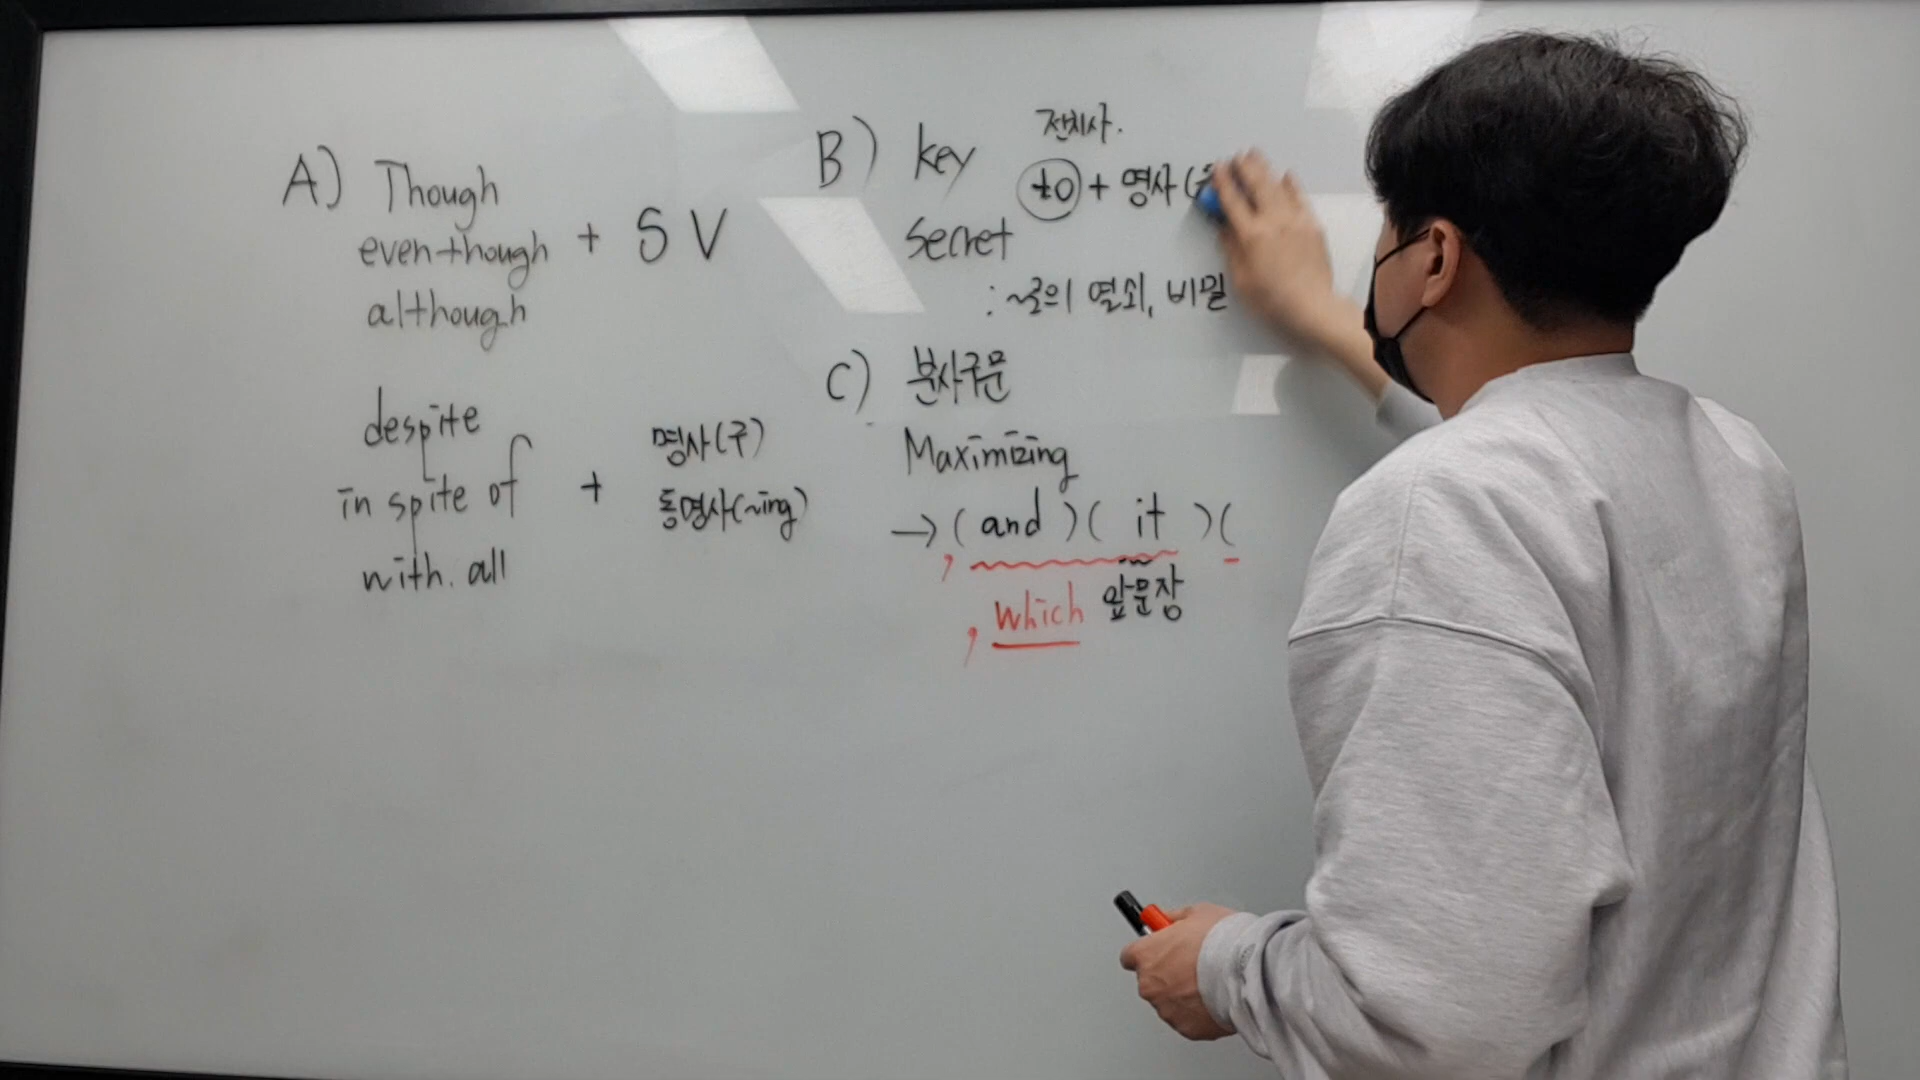 A) Though
even though + S V
although
despite
in spite of + 명사(구)
동명사(~ing)
with. all
B) key
전치사.
to + 명사(
Secret
: ~로의 열쇠, 비밀
C) 분사구문
Maximizing
→ ( and ) ( it ) (
, which 앞문장